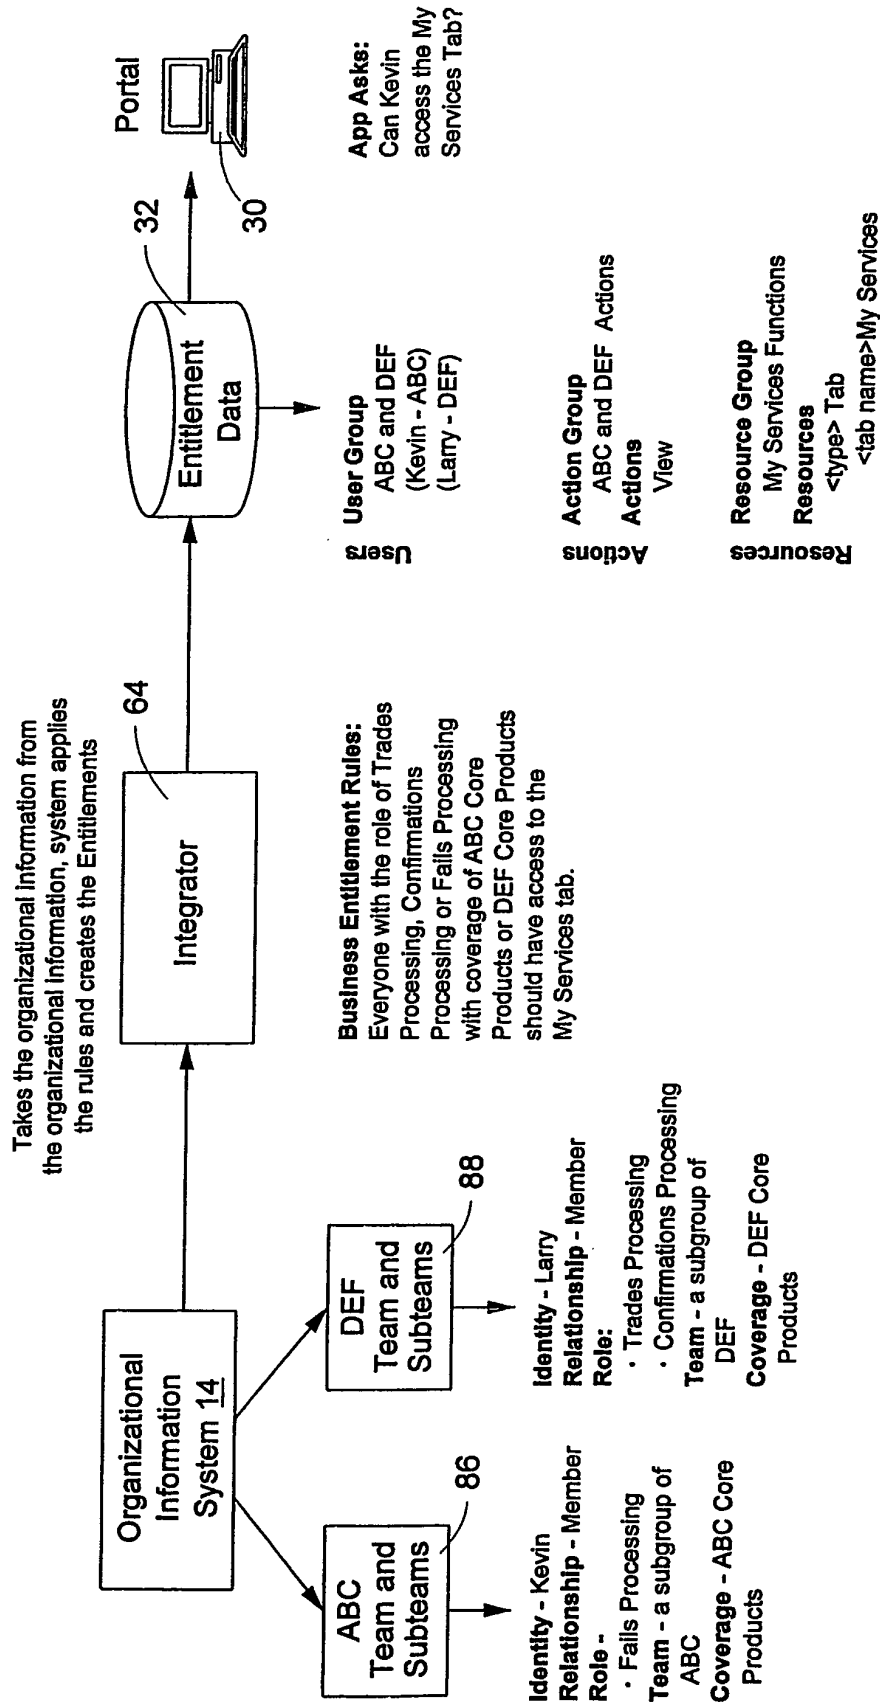 Takes the organizational information from
the organizational information, system applies
the rules and creates the Entitlements
Organizational
Information
System 14
Integrator
64
Entitlement
Data
32
Portal
30
ABC
Team and
Subteams
86
DEF
Team and
Subteams
88
Identity - Kevin
Relationship - Member
Role -
· Fails Processing
Team - a subgroup of
ABC
Coverage - ABC Core
Products
Identity - Larry
Relationship - Member
Role:
· Trades Processing
· Confirmations Processing
Team - a subgroup of
DEF
Coverage - DEF Core
Products
Business Entitlement Rules:
Everyone with the role of Trades
Processing, Confirmations
Processing or Fails Processing
with coverage of ABC Core
Products or DEF Core Products
should have access to the
My Services tab.
Users
User Group
ABC and DEF
(Kevin - ABC)
(Larry - DEF)
Actions
Action Group
ABC and DEF Actions
Actions
View
Resources
Resource Group
My Services Functions
Resources
<type> Tab
<tab name>My Services
App Asks:
Can Kevin
access the My
Services Tab?